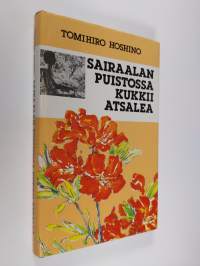 TOMIHIRO HOSHINO
SAIRAALAN
PUISTOSSA
KUKKII
ATSALEA